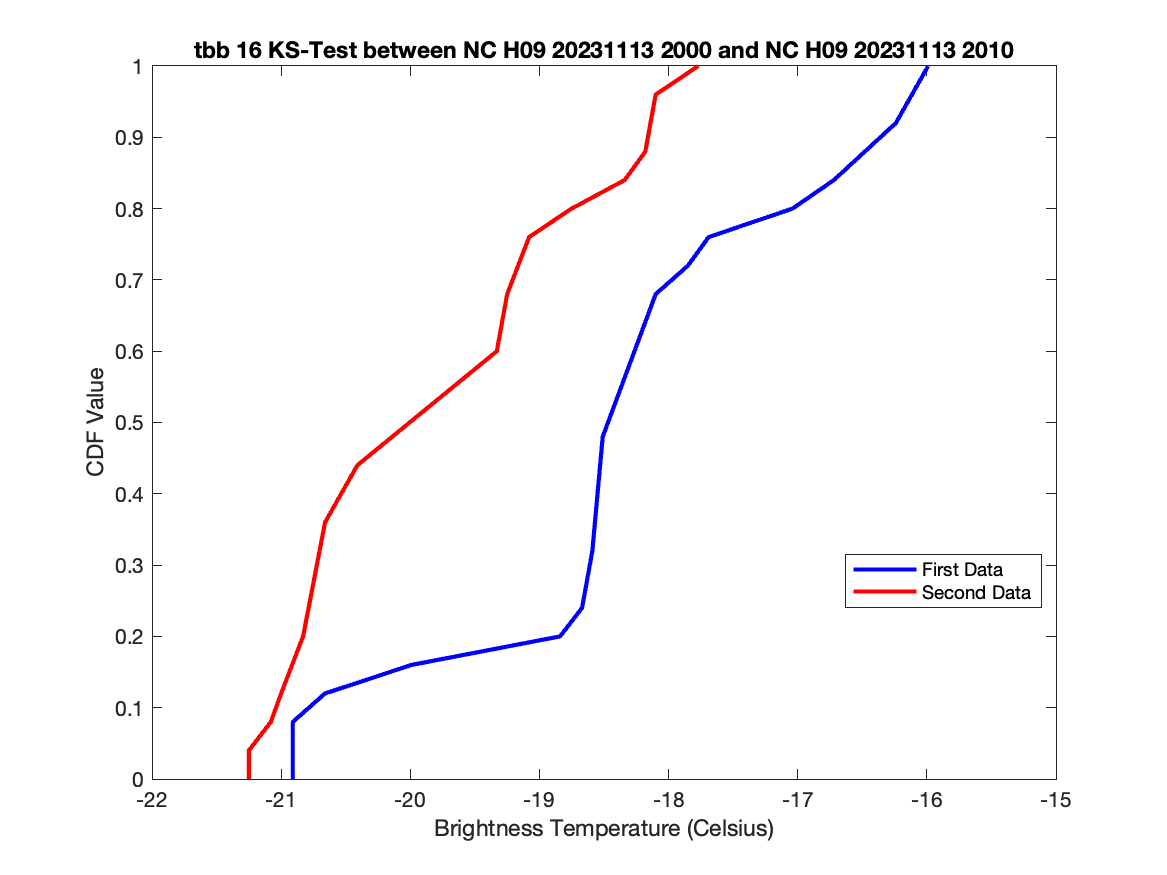 tbb 16 KS-Test between NC H09 20231113 2000 and NC H09 20231113 2010
1
0.9
0.8
0.7
0.6
0.5
0.4
0.3
0.2
0.1
0
CDF Value
First Data
Second Data
-22 -21 -20 -19 -18 -17 -16 -15
Brightness Temperature (Celsius)